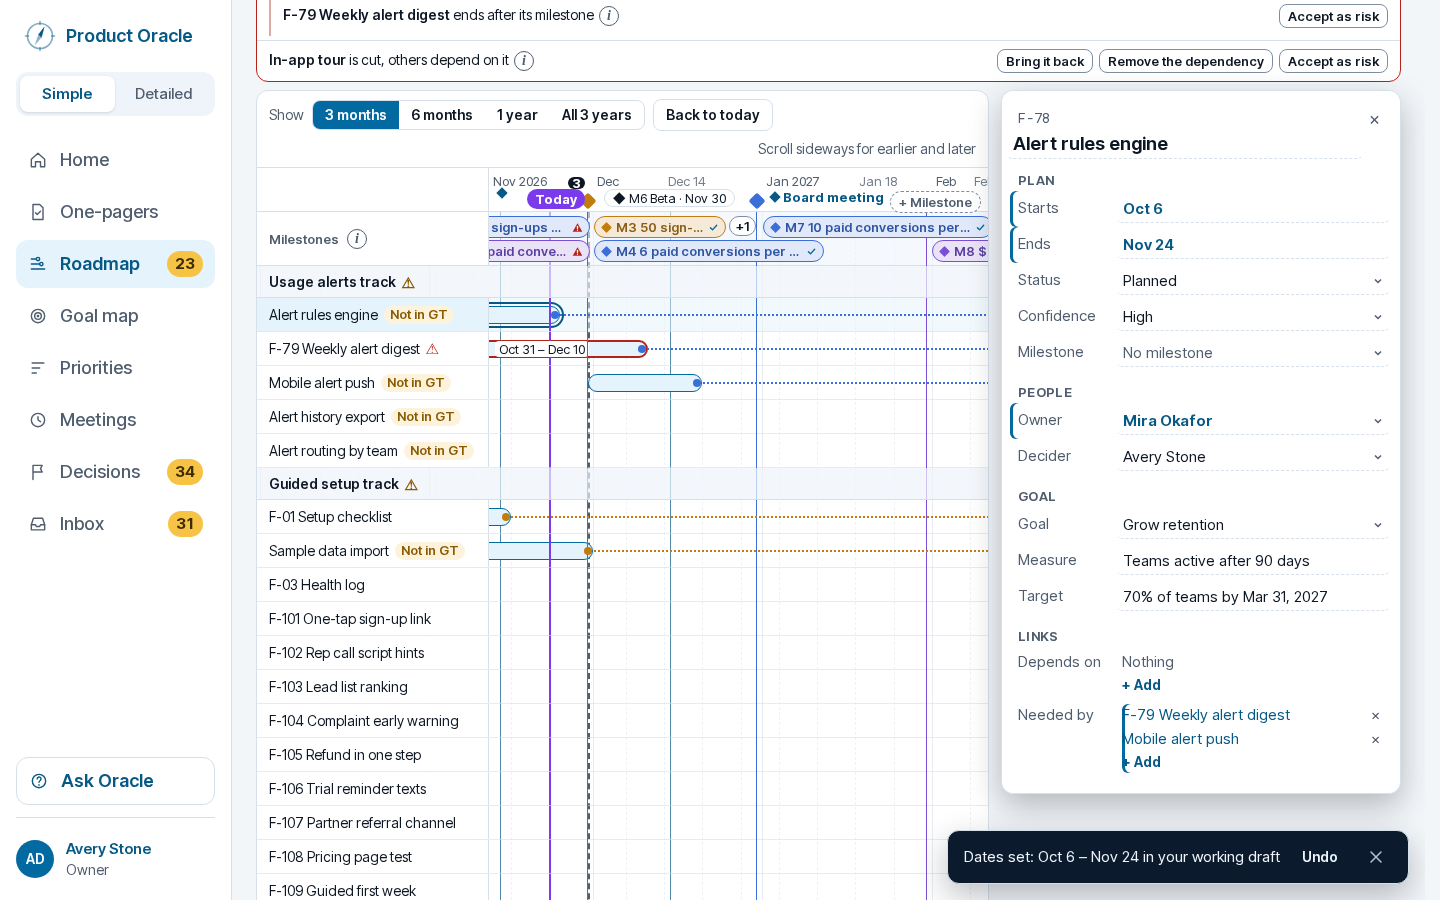 Product Oracle
Simple
Detailed
Home
One-pagers
Roadmap 23
Goal map
Priorities
Meetings
Decisions 34
Inbox 31
Ask Oracle
AD
Avery Stone
Owner
F-79 Weekly alert digest ends after its milestone i
Accept as risk
In-app tour is cut, others depend on it i
Bring it back
Remove the dependency
Accept as risk
Show
3 months
6 months
1 year
All 3 years
Back to today
Scroll sideways for earlier and later
Nov 2026
3
Dec
Dec 14
Jan 2027
Jan 18
Feb
Fe
Today
M6 Beta · Nov 30
Board meeting
+ Milestone
Milestones i
sign-ups ...
M3 50 sign-...
+1
M7 10 paid conversions per...
paid conve...
M4 6 paid conversions per ...
M8 $
Usage alerts track
Alert rules engine Not in GT
F-79 Weekly alert digest
Oct 31 – Dec 10
Mobile alert push Not in GT
Alert history export Not in GT
Alert routing by team Not in GT
Guided setup track
F-01 Setup checklist
Sample data import Not in GT
F-03 Health log
F-101 One-tap sign-up link
F-102 Rep call script hints
F-103 Lead list ranking
F-104 Complaint early warning
F-105 Refund in one step
F-106 Trial reminder texts
F-107 Partner referral channel
F-108 Pricing page test
F-109 Guided first week
F-78
Alert rules engine
PLAN
Starts Oct 6
Ends Nov 24
Status Planned
Confidence High
Milestone No milestone
PEOPLE
Owner Mira Okafor
Decider Avery Stone
GOAL
Goal Grow retention
Measure Teams active after 90 days
Target 70% of teams by Mar 31, 2027
LINKS
Depends on Nothing
+ Add
Needed by F-79 Weekly alert digest
Mobile alert push
+ Add
Dates set: Oct 6 – Nov 24 in your working draft Undo